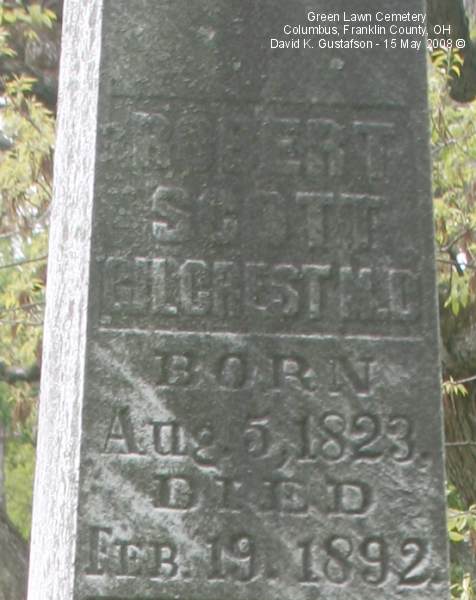 Green Lawn Cemetery
Columbus, Franklin County, OH
David K. Gustafson - 15 May 2008 ©
ROBERT
SCOTT
GILCHEST M.D
BORN
Aug. 5, 1823.
DIED
FEB. 19. 1892.